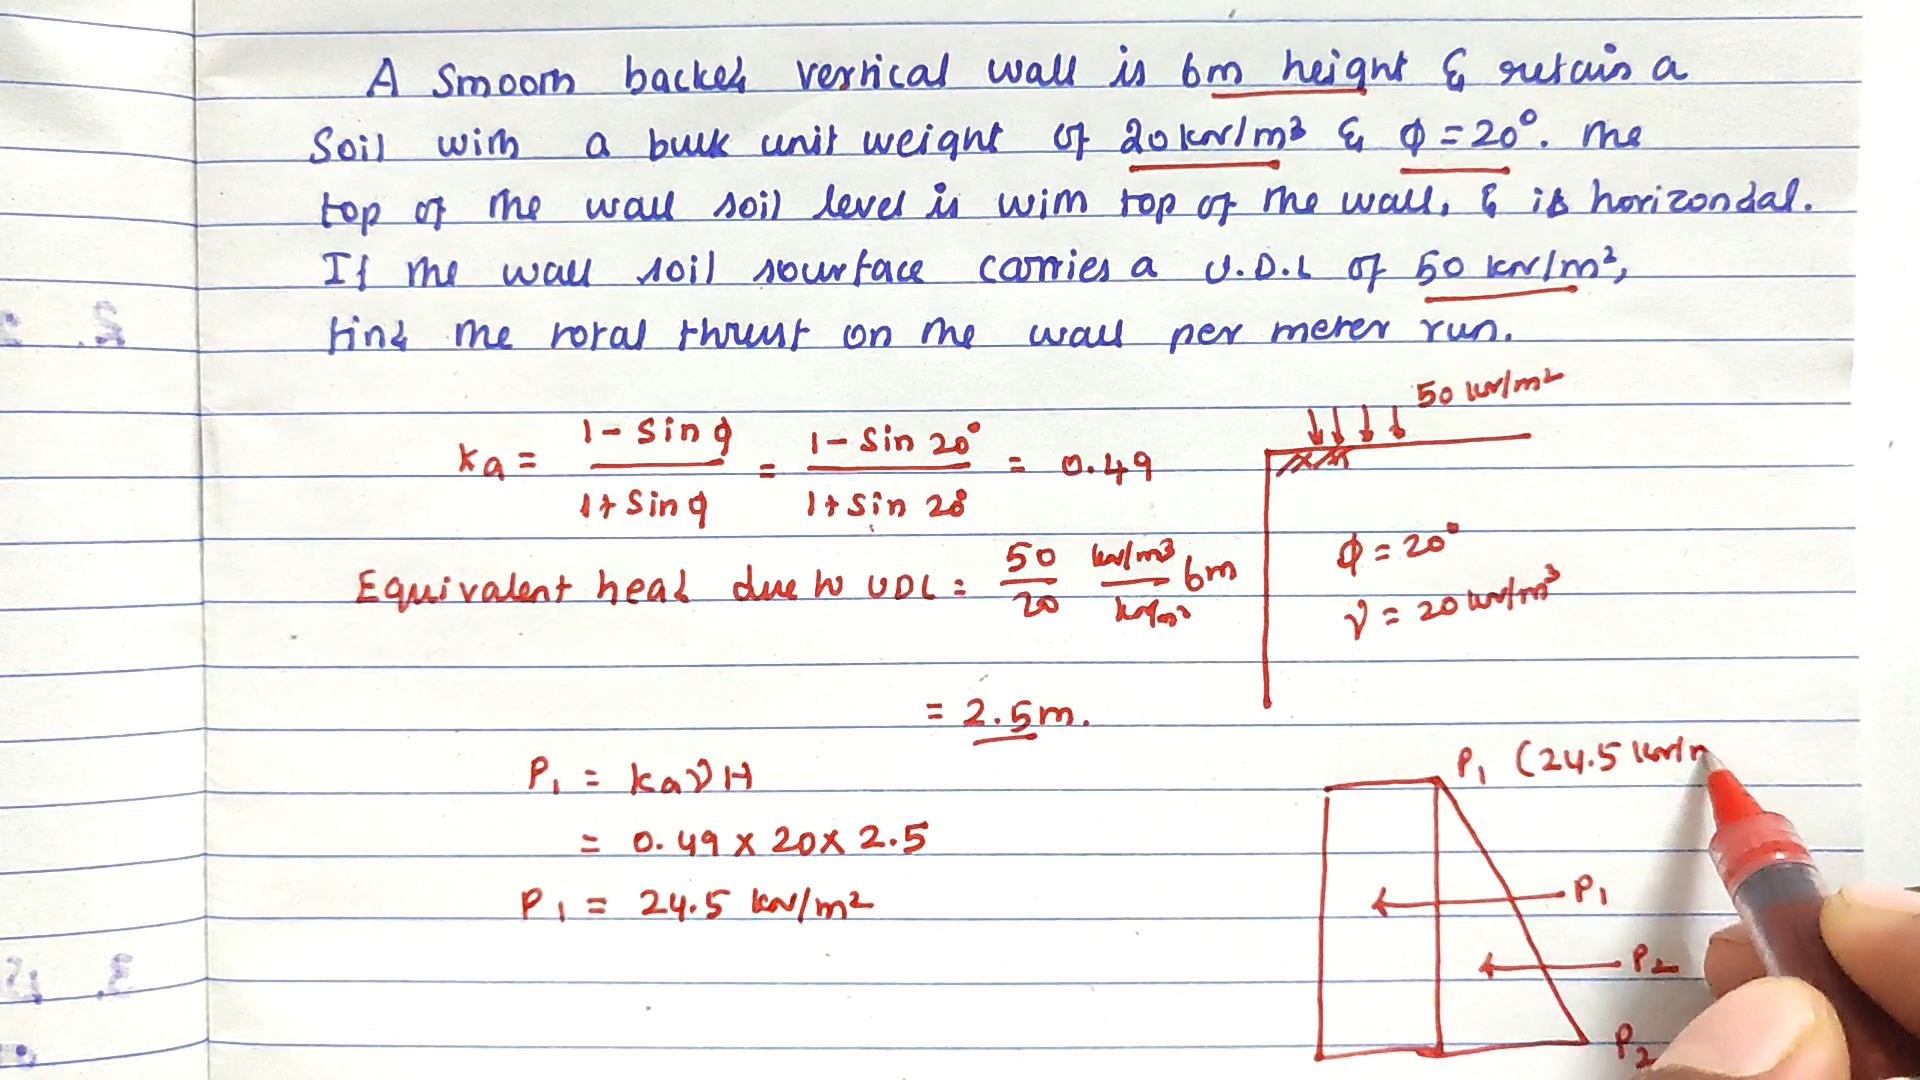 A Smooth backed vertical wall is 6m height & retain a
Soil with a bulk unit weight of 20 kN/m³ & φ = 20°. The
top of the wall soil level is with top of the wall, & is horizondal.
If the wall soil sourface carries a U.D.L of 50 kN/m²,
find the total thrust on the wall per meter run.
50 kN/m²
ka = 1 - Sin φ / 1 + Sin φ = 1 - Sin 20° / 1 + Sin 20° = 0.49
φ = 20°
Equivalent head due to UDL = 50/20 kN/m³ / kN/m² 6m
γ = 20 kN/m³
= 2.5m.
P₁ = kaγH
P₁ (24.5 kN/m
= 0.49 x 20 x 2.5
P₁ = 24.5 kN/m²
P₁
P₂
P₂